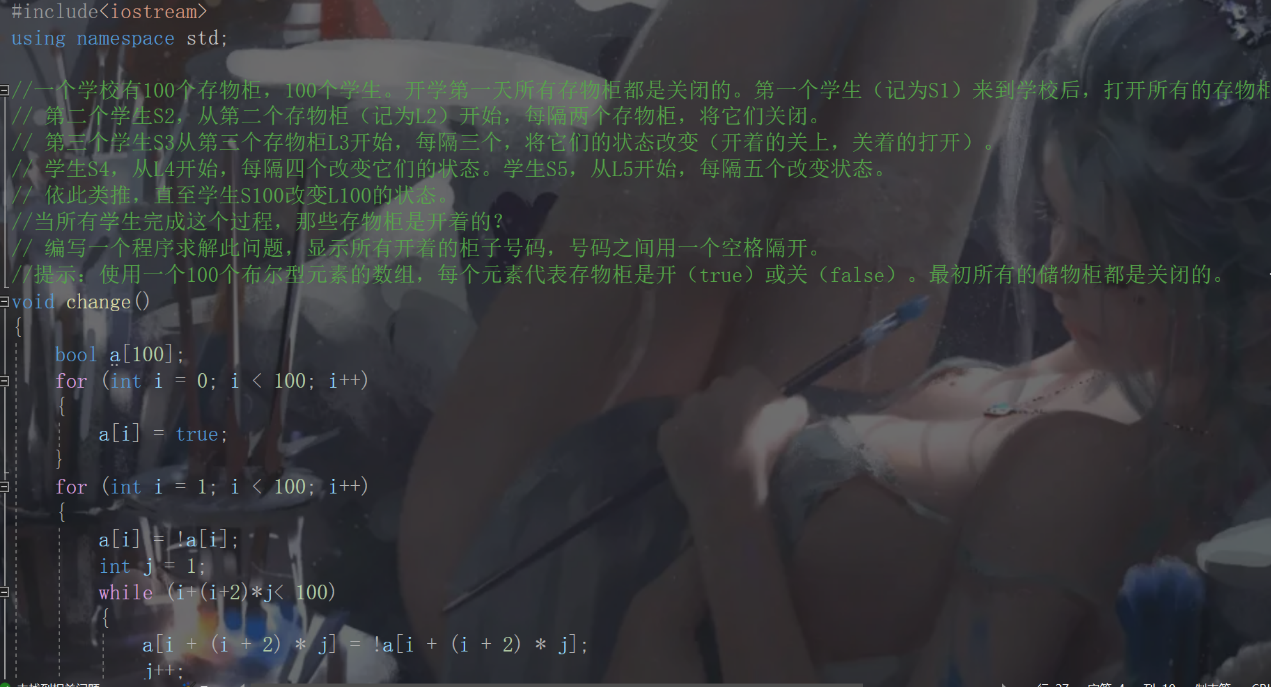 #include<iostream>
using namespace std;
//一个学校有100个存物柜，100个学生。开学第一天所有存物柜都是关闭的。第一个学生（记为S1）来到学校后，打开所有的存物柜
// 第二个学生S2，从第二个存物柜（记为L2）开始，每隔两个存物柜，将它们关闭。
// 第三个学生S3从第三个存物柜L3开始，每隔三个，将它们的状态改变（开着的关上，关着的打开）。
// 学生S4，从L4开始，每隔四个改变它们的状态。学生S5，从L5开始，每隔五个改变状态。
// 依此类推，直至学生S100改变L100的状态。
//当所有学生完成这个过程，那些存物柜是开着的？
// 编写一个程序求解此问题，显示所有开着的柜子号码，号码之间用一个空格隔开。
//提示：使用一个100个布尔型元素的数组，每个元素代表存物柜是开（true）或关（false）。最初所有的储物柜都是关闭的。
void change()
{
bool a[100];
for (int i = 0; i < 100; i++)
{
a[i] = true;
}
for (int i = 1; i < 100; i++)
{
a[i] = !a[i];
int j = 1;
while (i+(i+2)*j< 100)
{
a[i + (i + 2) * j] = !a[i + (i + 2) * j];
j++;